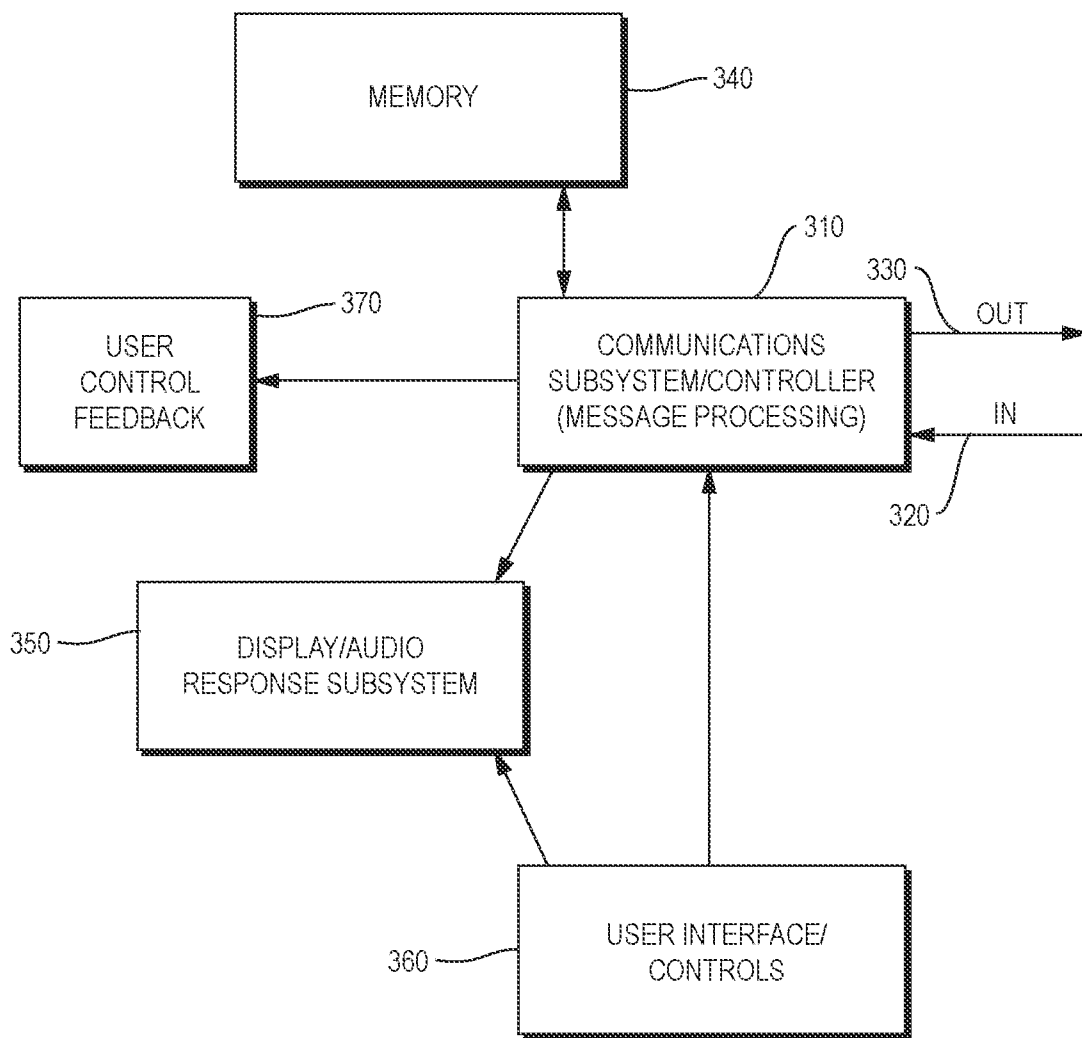 MEMORY
340
310
330
OUT
370
USER
CONTROL
FEEDBACK
COMMUNICATIONS
SUBSYSTEM/CONTROLLER
(MESSAGE PROCESSING)
IN
320
350
DISPLAY/AUDIO
RESPONSE SUBSYSTEM
360
USER INTERFACE/
CONTROLS